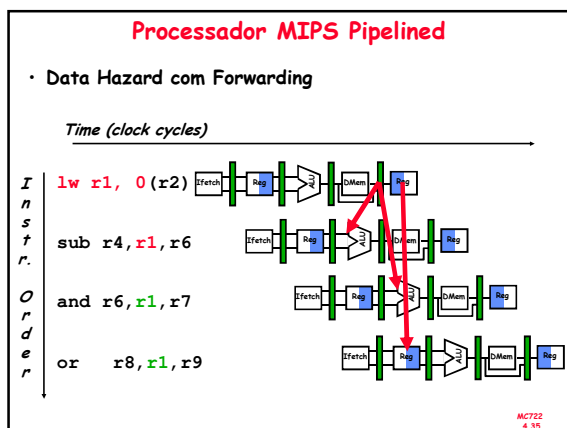 Processador MIPS Pipelined
· Data Hazard com Forwarding
Time (clock cycles)
Instr. Order
lw r1, 0(r2)
Ifetch Reg ALU DMem Reg
sub r4,r1,r6
Ifetch Reg ALU DMem Reg
and r6,r1,r7
Ifetch Reg ALU DMem Reg
or r8,r1,r9
Ifetch Reg ALU DMem Reg
MC722
4.35